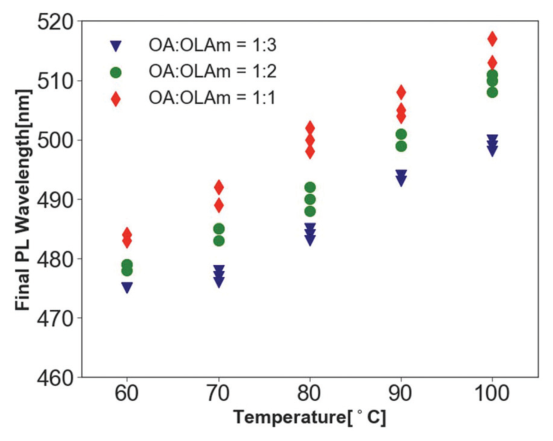 520
510
500
490
480
470
460
Final PL Wavelength[nm]
OA:OLAm = 1:3
OA:OLAm = 1:2
OA:OLAm = 1:1
60 70 80 90 100
Temperature[°C]